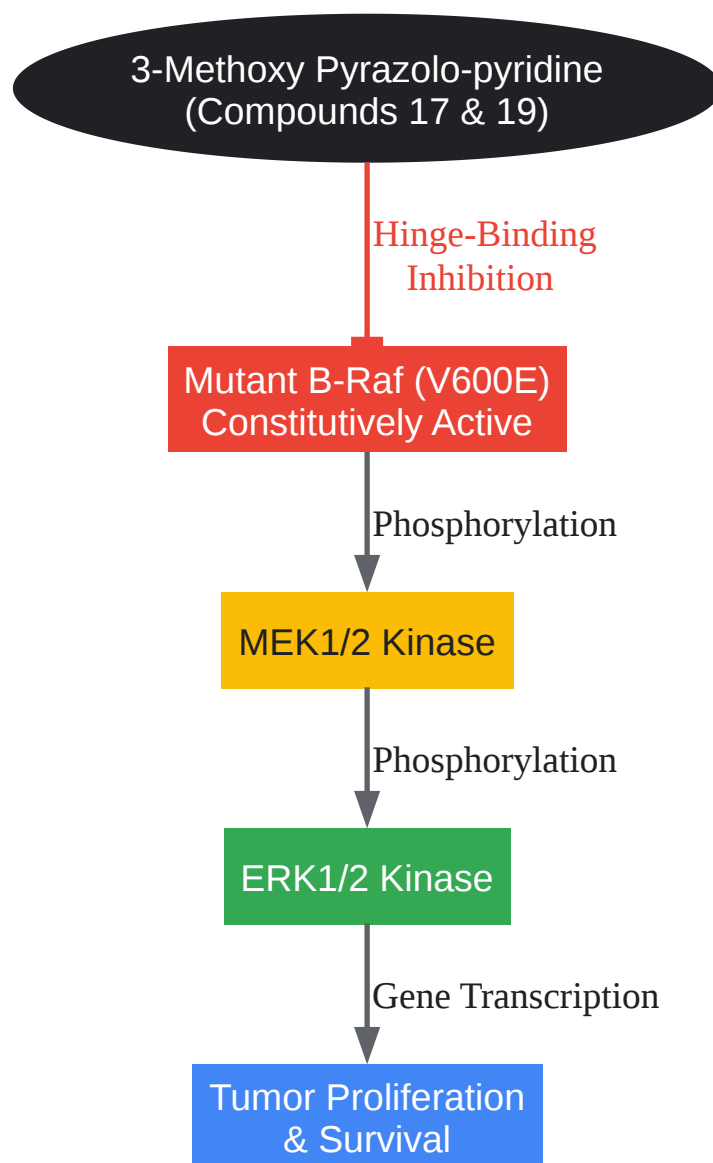 3-Methoxy Pyrazolo-pyridine
(Compounds 17 & 19)
Hinge-Binding
Inhibition
Mutant B-Raf (V600E)
Constitutively Active
Phosphorylation
MEK1/2 Kinase
Phosphorylation
ERK1/2 Kinase
Gene Transcription
Tumor Proliferation
& Survival